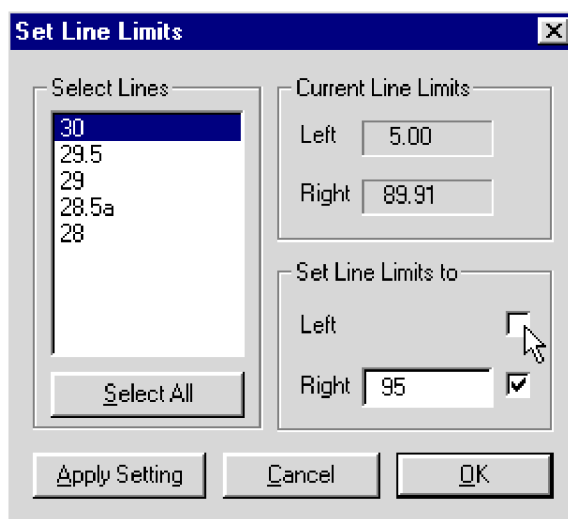 Set Line Limits
Select Lines
30
29.5
29
28.5a
28
Select All
Current Line Limits
Left 5.00
Right 89.91
Set Line Limits to
Left
Right 95
Apply Setting
Cancel
OK